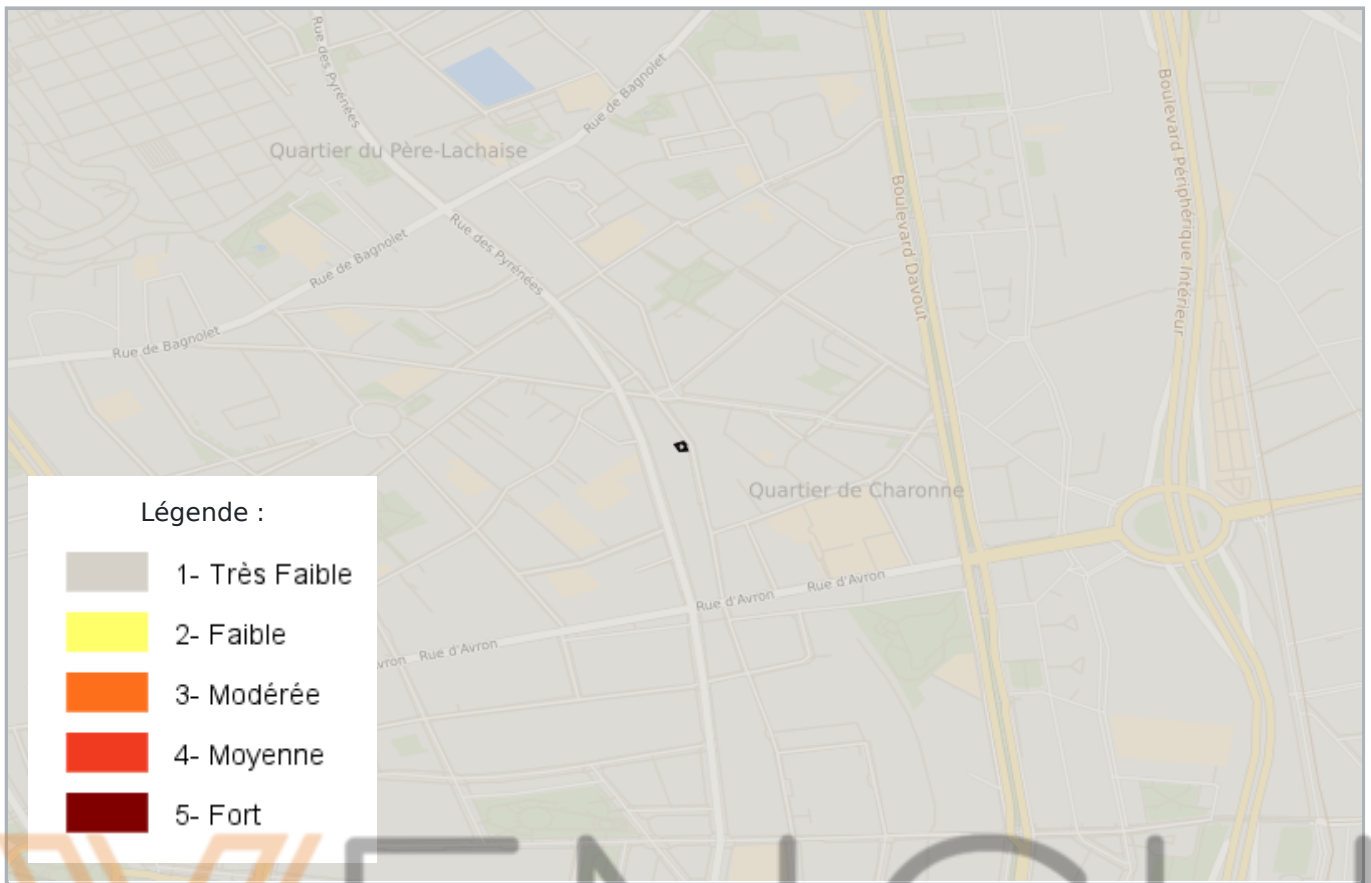 Rue des Pyrénées
Rue de Bagnolet
Quartier du Père-Lachaise
Boulevard Périphérique Intérieur
Boulevard Davout
Rue des Pyrénées
Rue de Bagnolet
Rue de Bagnolet
Quartier de Charonne
Rue d'Avron
Rue d'Avron
vron Rue d'Avron
Légende :
1- Très Faible
2- Faible
3- Modérée
4- Moyenne
5- Fort